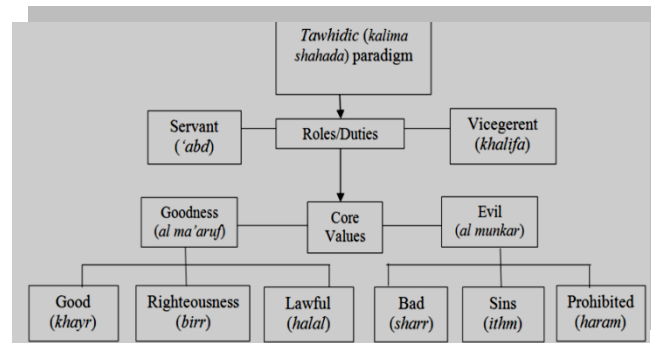 Tawhidic (kalima
shahada) paradigm
Servant
(‘abd)
Roles/Duties
Vicegerent
(khalifa)
Goodness
(al ma’aruf)
Core
Values
Evil
(al munkar)
Good
(khayr)
Righteousness
(birr)
Lawful
(halal)
Bad
(sharr)
Sins
(ithm)
Prohibited
(haram)